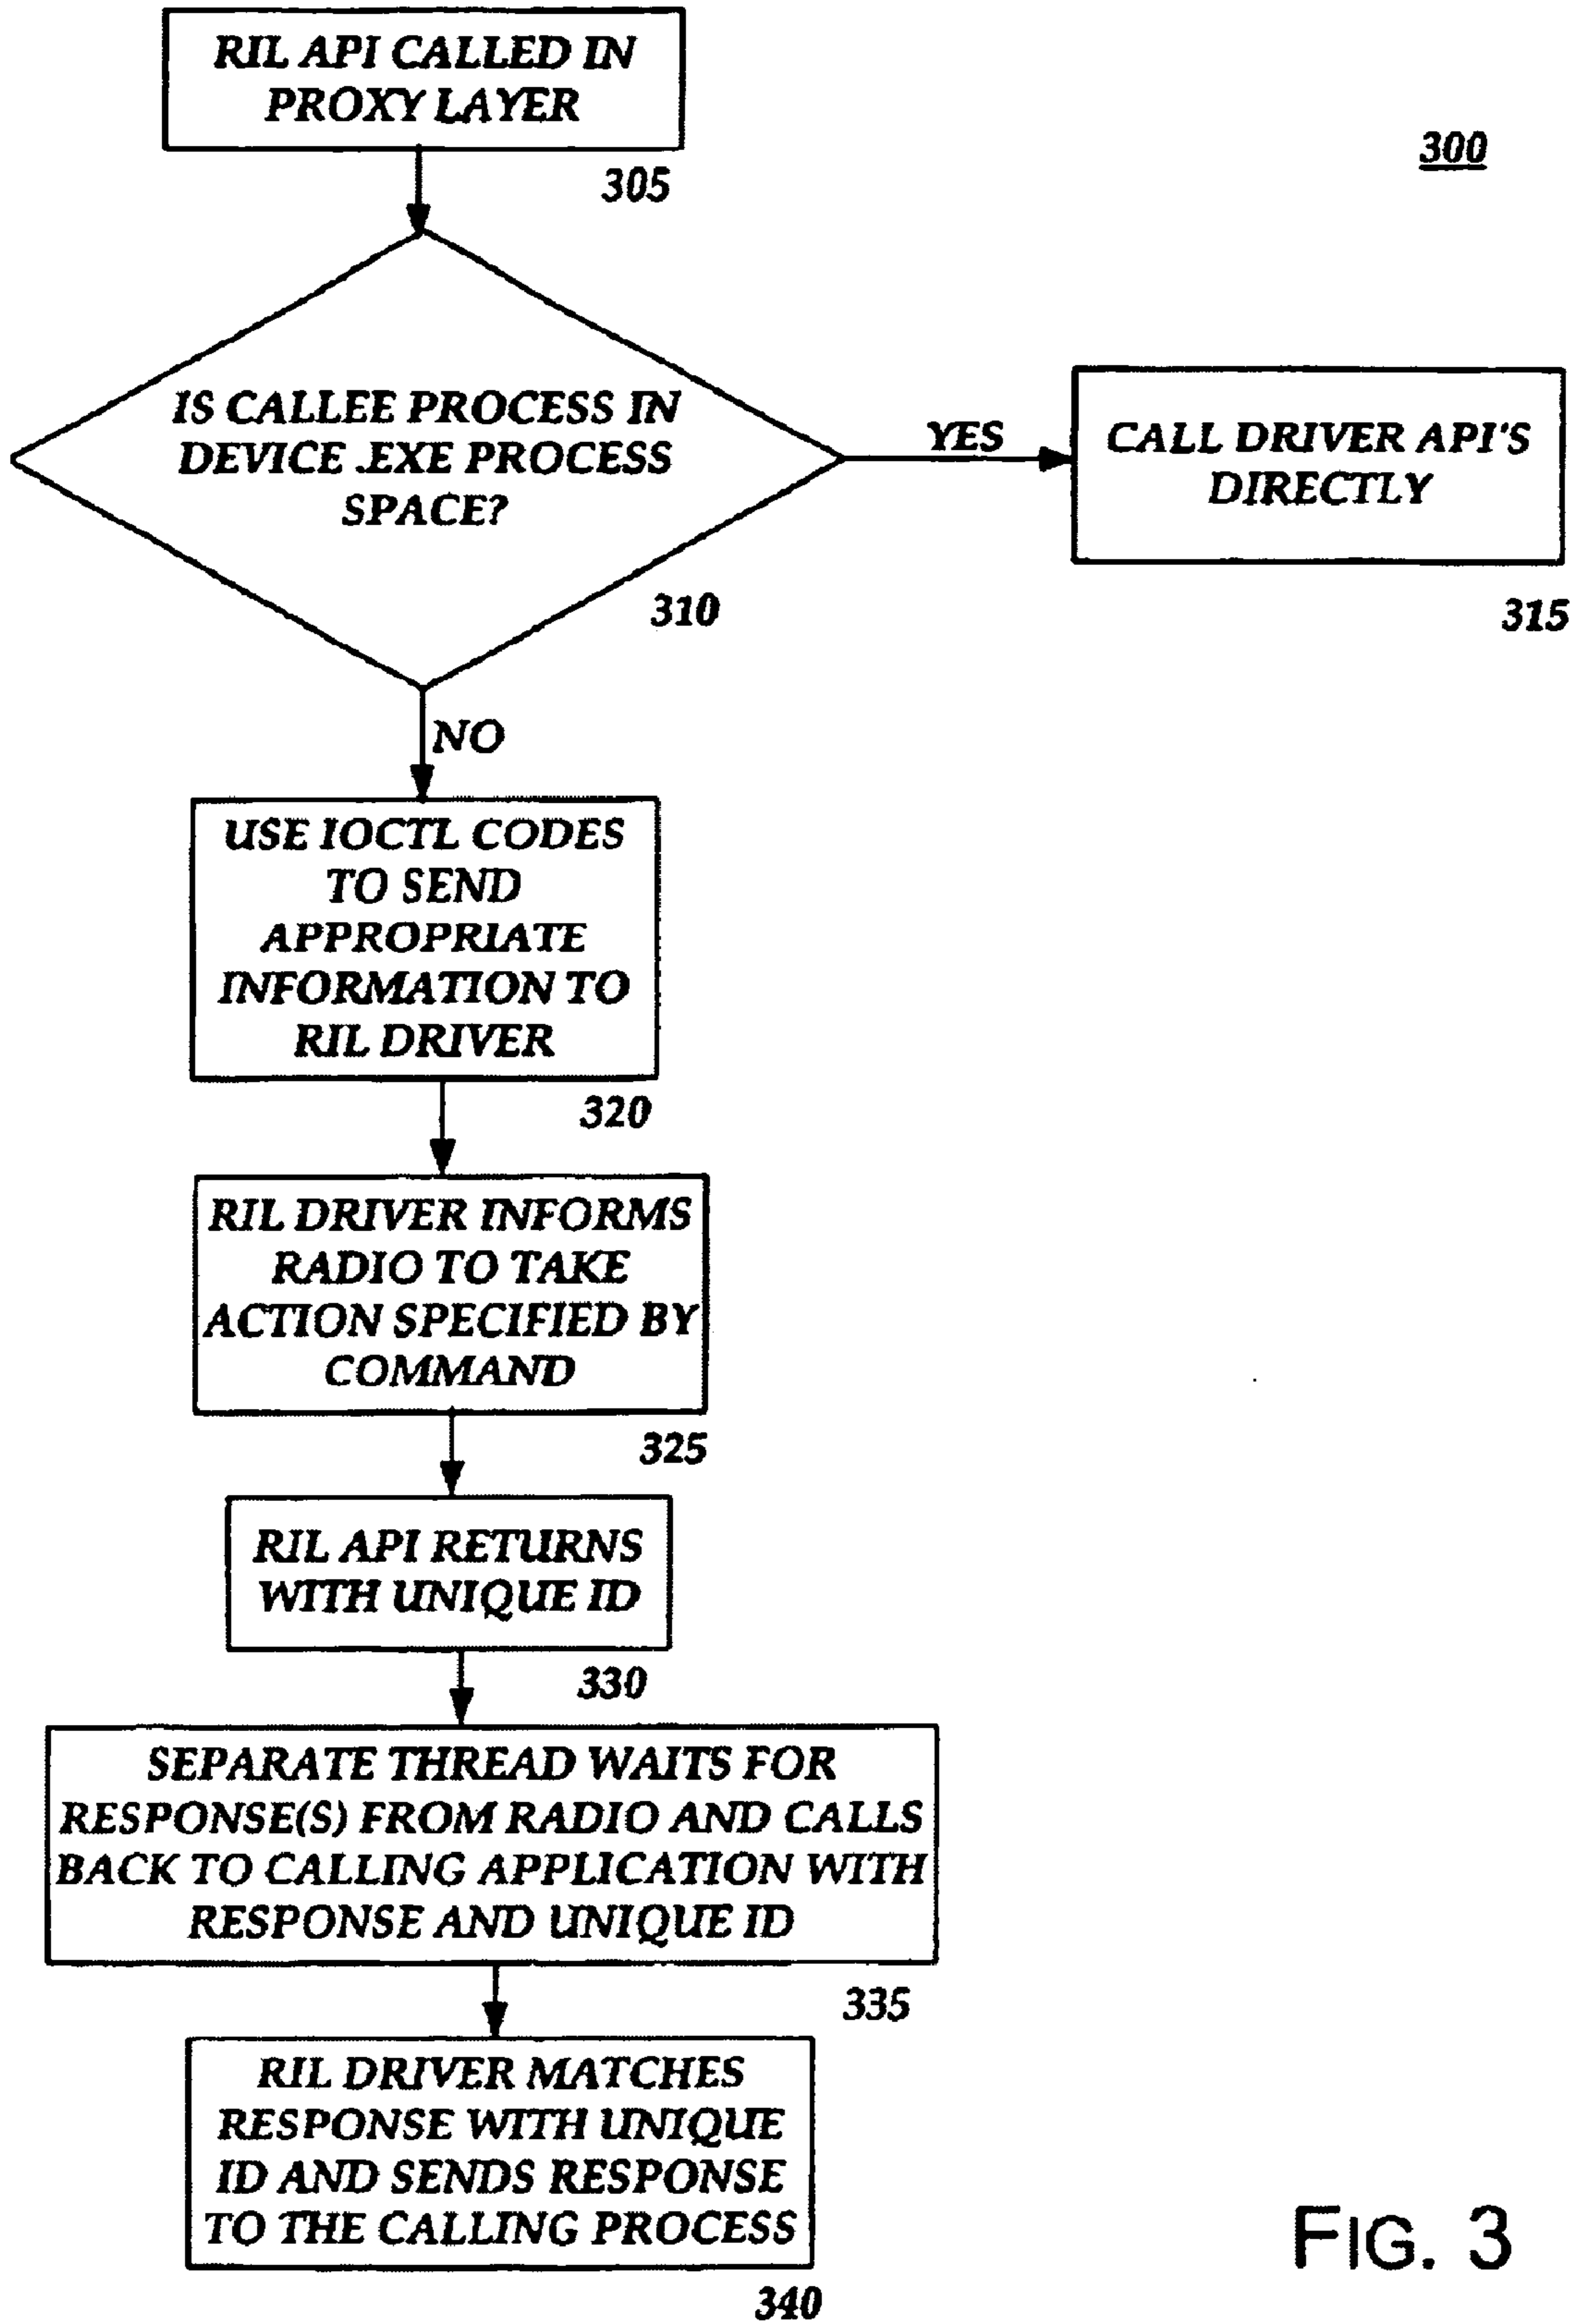 RIL API CALLED IN
PROXY LAYER
305
300
IS CALLEE PROCESS IN
DEVICE .EXE PROCESS
SPACE?
310
YES
CALL DRIVER API'S
DIRECTLY
315
NO
USE IOCTL CODES
TO SEND
APPROPRIATE
INFORMATION TO
RIL DRIVER
320
RIL DRIVER INFORMS
RADIO TO TAKE
ACTION SPECIFIED BY
COMMAND
325
RIL API RETURNS
WITH UNIQUE ID
330
SEPARATE THREAD WAITS FOR
RESPONSE(S) FROM RADIO AND CALLS
BACK TO CALLING APPLICATION WITH
RESPONSE AND UNIQUE ID
335
RIL DRIVER MATCHES
RESPONSE WITH UNIQUE
ID AND SENDS RESPONSE
TO THE CALLING PROCESS
340
FIG. 3